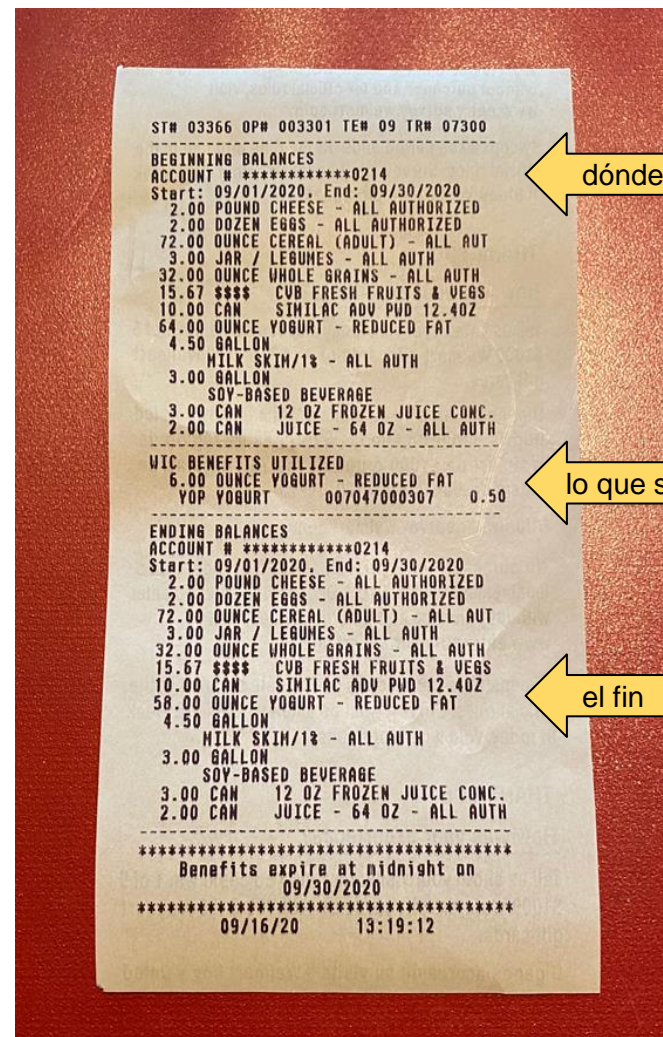 ST# 03366 OP# 003301 TE# 09 TR# 07300
BEGINNING BALANCES
ACCOUNT # ************0214
Start: 09/01/2020, End: 09/30/2020
2.00 POUND CHEESE - ALL AUTHORIZED
2.00 DOZEN EGGS - ALL AUTHORIZED
72.00 OUNCE CEREAL (ADULT) - ALL AUT
3.00 JAR / LEGUMES - ALL AUTH
32.00 OUNCE WHOLE GRAINS - ALL AUTH
15.67 $$$$ CVB FRESH FRUITS & VEGS
10.00 CAN SIMILAC ADV PWD 12.4OZ
64.00 OUNCE YOGURT - REDUCED FAT
4.50 GALLON
MILK SKIM/1% - ALL AUTH
3.00 GALLON
SOY-BASED BEVERAGE
3.00 CAN 12 OZ FROZEN JUICE CONC.
2.00 CAN JUICE - 64 OZ - ALL AUTH
WIC BENEFITS UTILIZED
6.00 OUNCE YOGURT - REDUCED FAT
YOP YOGURT 007047000307 0.50
ENDING BALANCES
ACCOUNT # ************0214
Start: 09/01/2020, End: 09/30/2020
2.00 POUND CHEESE - ALL AUTHORIZED
2.00 DOZEN EGGS - ALL AUTHORIZED
72.00 OUNCE CEREAL (ADULT) - ALL AUT
3.00 JAR / LEGUMES - ALL AUTH
32.00 OUNCE WHOLE GRAINS - ALL AUTH
15.67 $$$$ CVB FRESH FRUITS & VEGS
10.00 CAN SIMILAC ADV PWD 12.4OZ
58.00 OUNCE YOGURT - REDUCED FAT
4.50 GALLON
MILK SKIM/1% - ALL AUTH
3.00 GALLON
SOY-BASED BEVERAGE
3.00 CAN 12 OZ FROZEN JUICE CONC.
2.00 CAN JUICE - 64 OZ - ALL AUTH
****************************************
Benefits expire at midnight on
09/30/2020
****************************************
09/16/20 13:19:12
dónde
lo que s
el fin